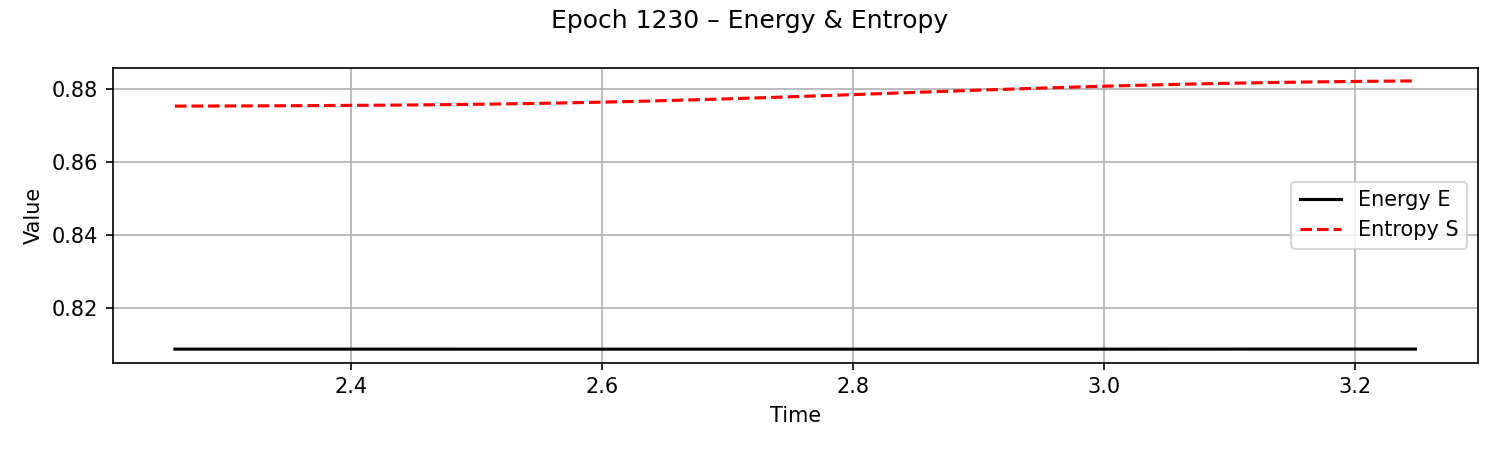 Epoch 1230 – Energy & Entropy
0.88
0.86
0.84
0.82
Value
Energy E
Entropy S
2.4 2.6 2.8 3.0 3.2
Time